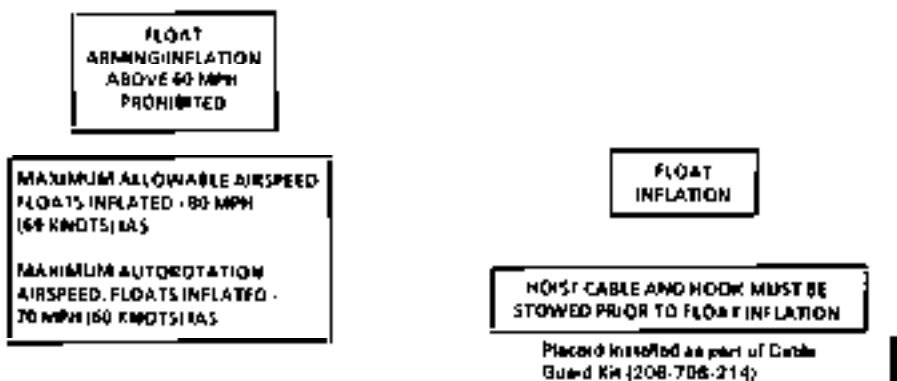 FLOAT
ARMING/INFLATION
ABOVE 60 MPH
PROHIBITED
MAXIMUM ALLOWABLE AIRSPEED
FLOATS INFLATED - 80 MPH
(69 KNOTS) IAS
MAXIMUM AUTOROTATION
AIRSPEED, FLOATS INFLATED -
70 MPH (60 KNOTS) IAS
FLOAT
INFLATION
HOIST CABLE AND HOOK MUST BE
STOWED PRIOR TO FLOAT INFLATION
Placard installed as part of Cable
Guard Kit (206-706-214)